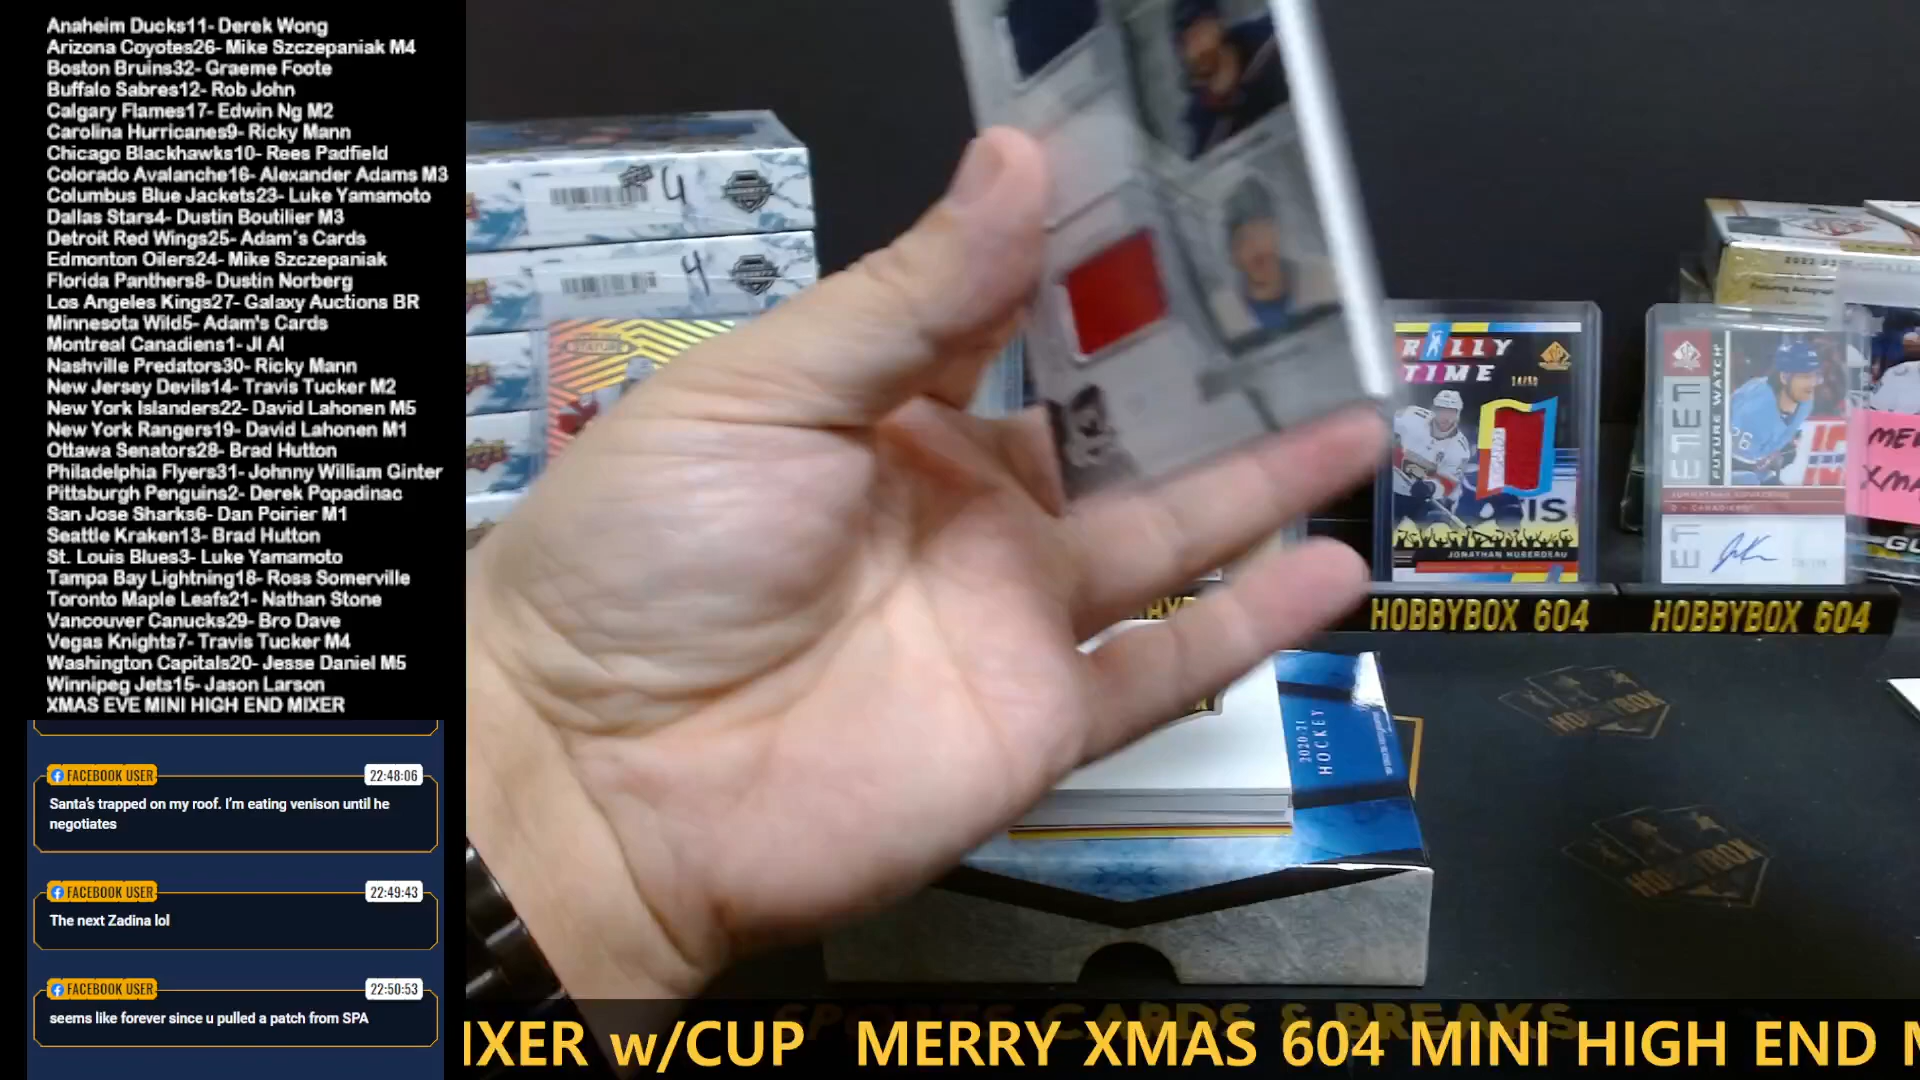 Anaheim Ducks11- Derek Wong
Arizona Coyotes26- Mike Szczepaniak M4
Boston Bruins32- Graeme Foote
Buffalo Sabres12- Rob John
Calgary Flames17- Edwin Ng M2
Carolina Hurricanes9- Ricky Mann
Chicago Blackhawks10- Rees Padfield
Colorado Avalanche16- Alexander Adams M3
Columbus Blue Jackets23- Luke Yamamoto
Dallas Stars4- Dustin Boutilier M3
Detroit Red Wings25- Adam's Cards
Edmonton Oilers24- Mike Szczepaniak
Florida Panthers8- Dustin Norberg
Los Angeles Kings27- Galaxy Auctions BR
Minnesota Wild5- Adam's Cards
Montreal Canadiens1- JI AI
Nashville Predators30- Ricky Mann
New Jersey Devils14- Travis Tucker M2
New York Islanders22- David Lahonen M5
New York Rangers19- David Lahonen M1
Ottawa Senators28- Brad Hutton
Philadelphia Flyers31- Johnny William Ginter
Pittsburgh Penguins2- Derek Popadinac
San Jose Sharks6- Dan Poirier M1
Seattle Kraken13- Brad Hutton
St. Louis Blues3- Luke Yamamoto
Tampa Bay Lightning18- Ross Somerville
Toronto Maple Leafs21- Nathan Stone
Vancouver Canucks29- Bro Dave
Vegas Knights7- Travis Tucker M4
Washington Capitals20- Jesse Daniel M5
Winnipeg Jets15- Jason Larson
XMAS EVE MINI HIGH END MIXER
FACEBOOK USER 22:48:06
Santa's trapped on my roof. I'm eating venison until he
negotiates
FACEBOOK USER 22:49:43
The next Zadina lol
FACEBOOK USER 22:50:53
seems like forever since u pulled a patch from SPA
4
4
TIME
14/50
JONATHAN HUBERDEAU
FUTURE WATCH
HOBBYBOX 604
HOBBYBOX 604
2020-21
HOCKEY
SPORTS CARDS & BREAKS
IXER w/CUP MERRY XMAS 604 MINI HIGH END